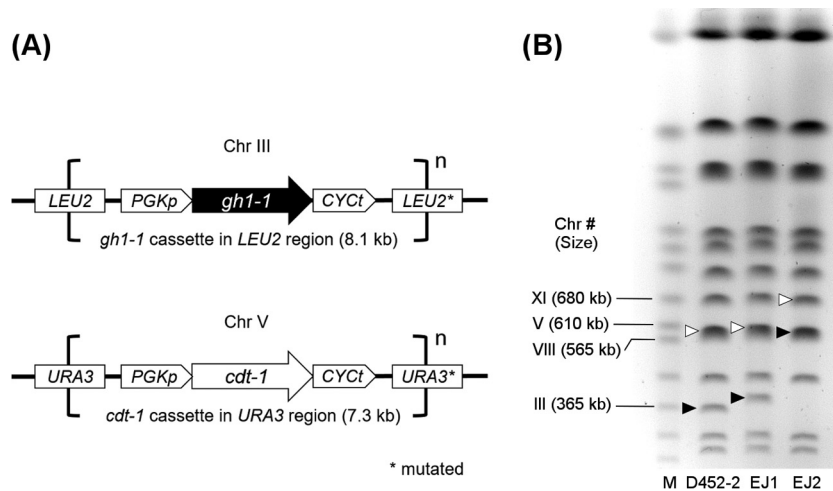 (A)
Chr III
n
LEU2 PGKp gh1-1 CYCt LEU2*
gh1-1 cassette in LEU2 region (8.1 kb)
Chr V
n
URA3 PGKp cdt-1 CYCt URA3*
cdt-1 cassette in URA3 region (7.3 kb)
* mutated
(B)
Chr #
(Size)
XI (680 kb)
V (610 kb)
VIII (565 kb)
III (365 kb)
M D452-2 EJ1 EJ2